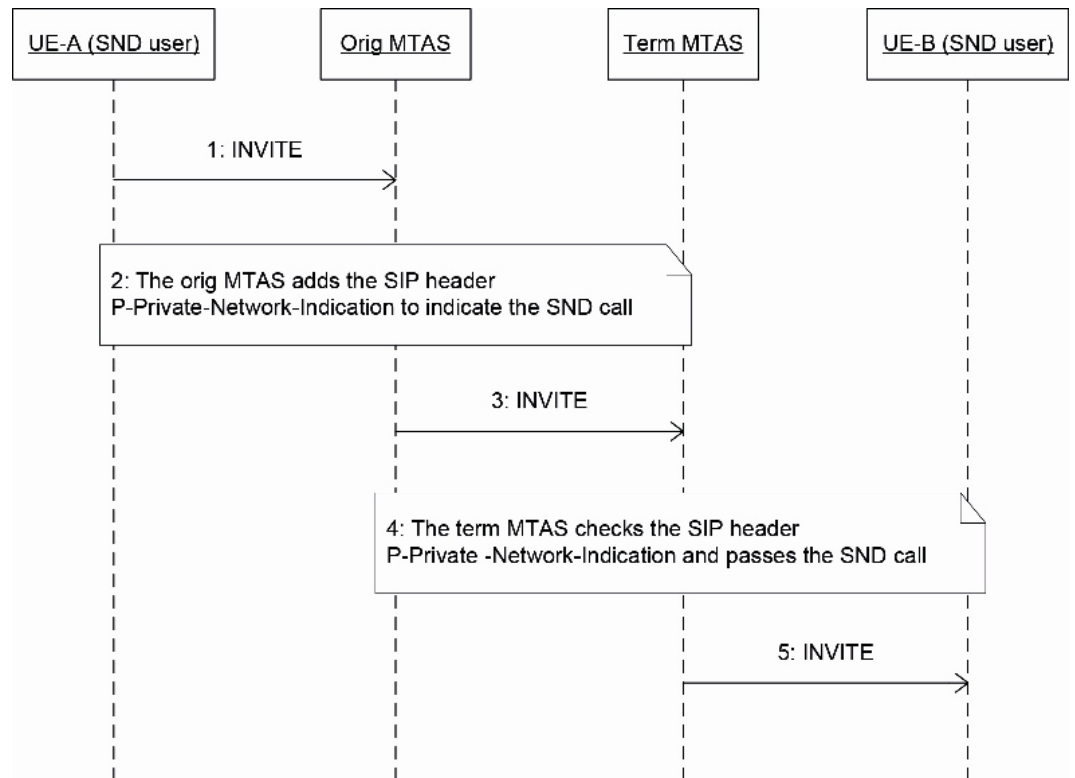 UE-A (SND user)
Orig MTAS
Term MTAS
UE-B (SND user)
1: INVITE
2: The orig MTAS adds the SIP header
P-Private-Network-Indication to indicate the SND call
3: INVITE
4: The term MTAS checks the SIP header
P-Private -Network-Indication and passes the SND call
5: INVITE